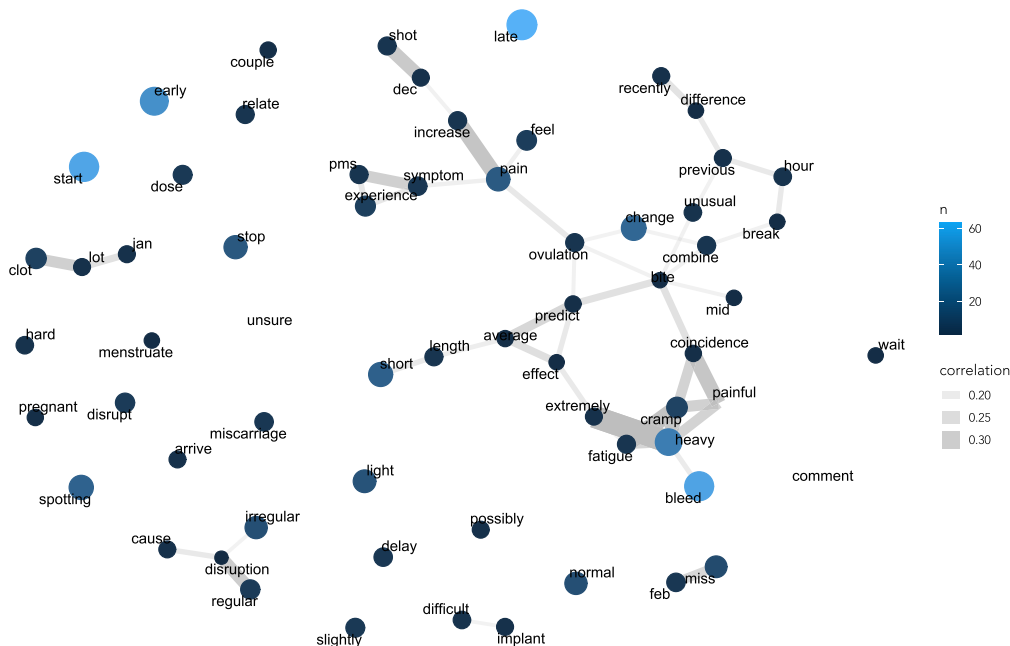 late
shot
couple
dec
early
relate
recently
difference
increase
feel
pms
symptom
pain
previous
hour
start
dose
experience
unusual
n
change
60
stop
break
jan
lot
clot
ovulation
combine
40
bite
20
mid
unsure
predict
hard
average
coincidence
wait
menstruate
length
short
effect
correlation
painful
0.20
extremely
pregnant
disrupt
cramp
0.25
miscarriage
heavy
0.30
arrive
fatigue
light
comment
spotting
bleed
irregular
possibly
cause
delay
disruption
normal
miss
regular
feb
difficult
slightly
implant